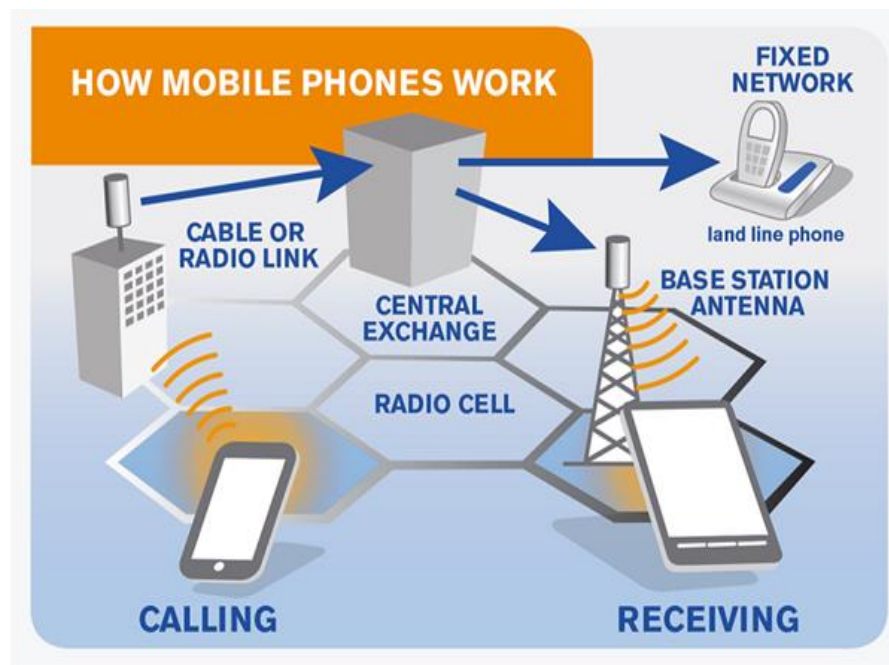 HOW MOBILE PHONES WORK
FIXED
NETWORK
land line phone
CABLE OR
RADIO LINK
BASE STATION
ANTENNA
CENTRAL
EXCHANGE
RADIO CELL
CALLING
RECEIVING